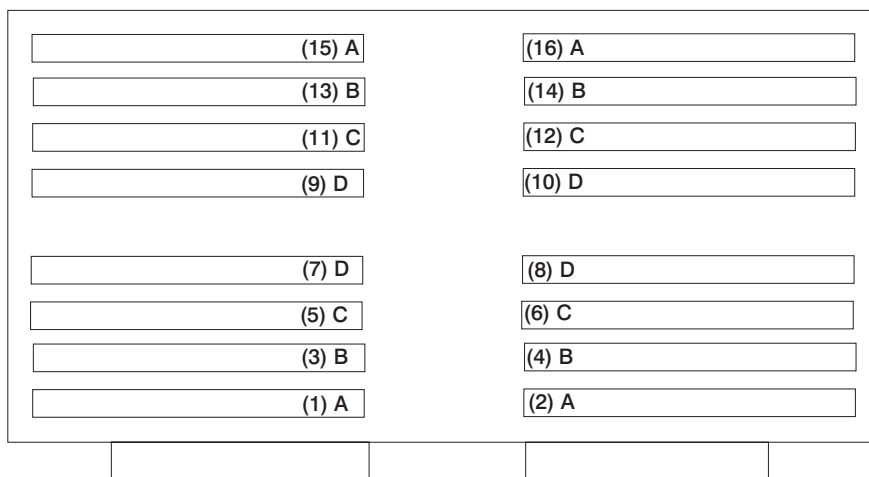 (15) A (16) A
(13) B (14) B
(11) C (12) C
(9) D (10) D
(7) D (8) D
(5) C (6) C
(3) B (4) B
(1) A (2) A